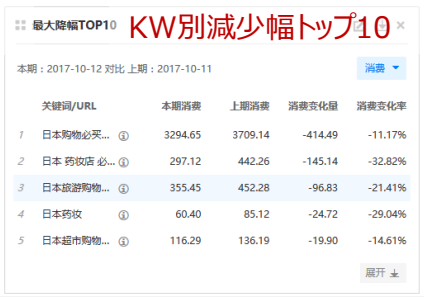 最大降幅TOP10
KW別減少幅トップ10
本期：2017-10-12 对比 上期：2017-10-11
消费
关键词/URL 本期消费 上期消费 消费变化量 消费变化率
1 日本购物必买... 3294.65 3709.14 -414.49 -11.17%
2 日本 药妆店 必... 297.12 442.26 -145.14 -32.82%
3 日本旅游购物... 355.45 452.28 -96.83 -21.41%
4 日本药妆 60.40 85.12 -24.72 -29.04%
5 日本超市购物... 116.29 136.19 -19.90 -14.61%
展开